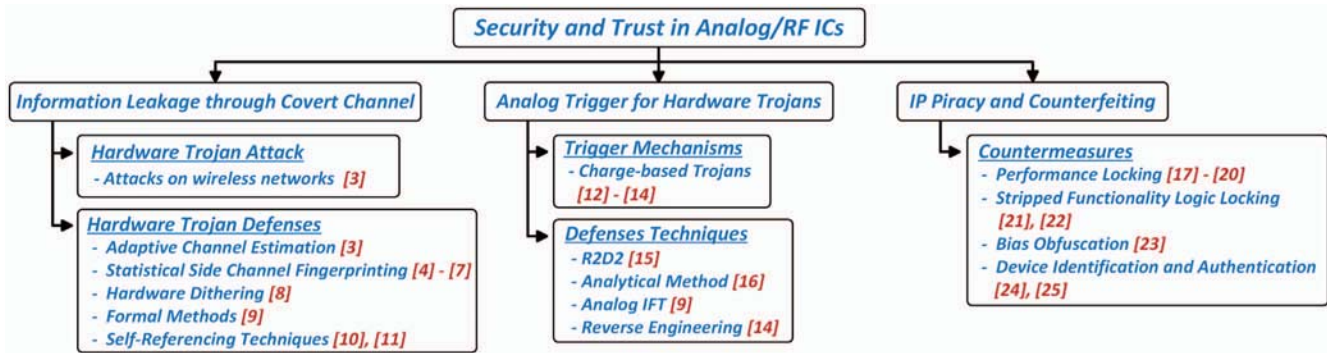 Security and Trust in Analog/RF ICs
Information Leakage through Covert Channel
Hardware Trojan Attack
- Attacks on wireless networks [3]
Hardware Trojan Defenses
- Adaptive Channel Estimation [3]
- Statistical Side Channel Fingerprinting [4] - [7]
- Hardware Dithering [8]
- Formal Methods [9]
- Self-Referencing Techniques [10], [11]
Analog Trigger for Hardware Trojans
Trigger Mechanisms
- Charge-based Trojans
[12] - [14]
Defenses Techniques
- R2D2 [15]
- Analytical Method [16]
- Analog IFT [9]
- Reverse Engineering [14]
IP Piracy and Counterfeiting
Countermeasures
- Performance Locking [17] - [20]
- Stripped Functionality Logic Locking
[21], [22]
- Bias Obfuscation [23]
- Device Identification and Authentication
[24], [25]